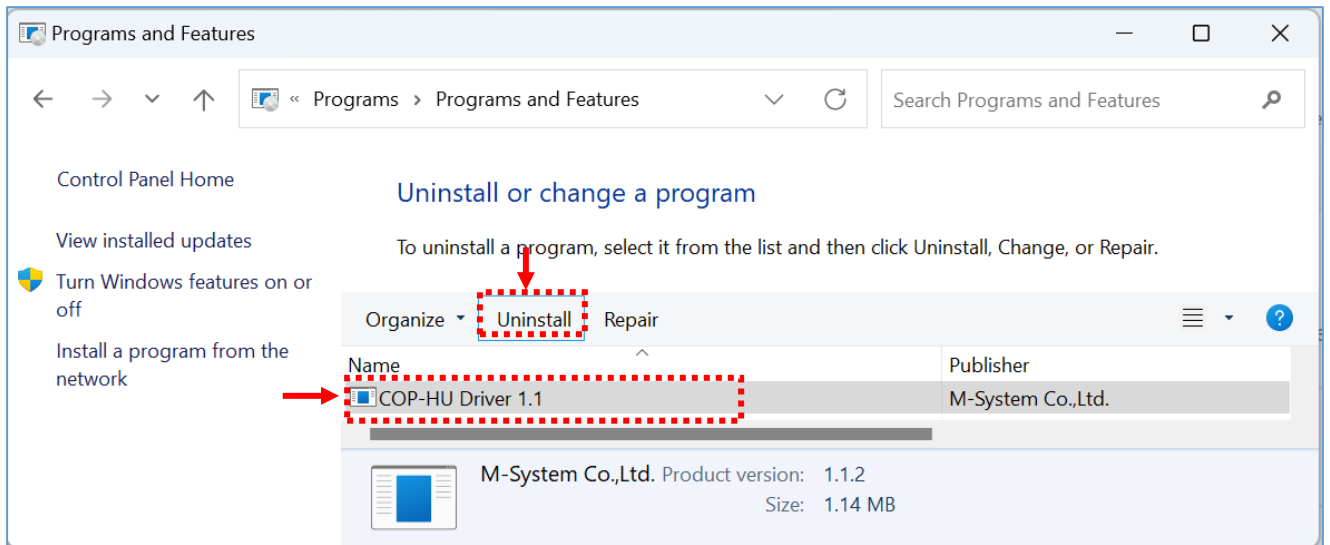 Programs and Features
« Programs > Programs and Features
Search Programs and Features
Control Panel Home
View installed updates
Turn Windows features on or
off
Install a program from the
network
Uninstall or change a program
To uninstall a program, select it from the list and then click Uninstall, Change, or Repair.
Organize Uninstall Repair
?
Name Publisher
COP-HU Driver 1.1 M-System Co.,Ltd.
M-System Co.,Ltd. Product version: 1.1.2
Size: 1.14 MB